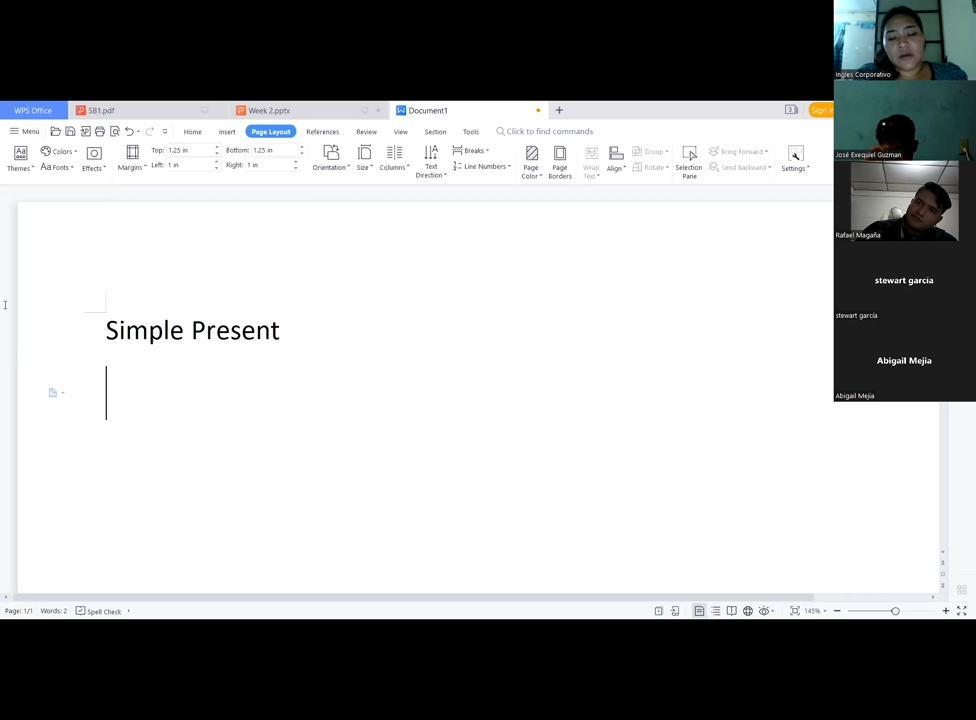 WPS Office
SB1.pdf
Week 2.pptx
Document1
Sign in
Menu
Home
Insert
Page Layout
References
Review
View
Section
Tools
Click to find commands
Themes
Colors
Aa Fonts
Effects
Margins
Top: 1.25 in
Bottom: 1.25 in
Left: 1 in
Right: 1 in
Orientation
Size
Columns
Text
Direction
Breaks
Line Numbers
Page
Color
Page
Borders
Wrap
Text
Align
Group
Rotate
Selection
Pane
Bring Forward
Send Backward
Settings
Simple Present
Ingles Corporativo
José Exequiel Guzman
Rafael Magaña
stewart garcía
stewart garcía
Abigail Mejia
Abigail Mejia
Page: 1/1
Words: 2
Spell Check
145%